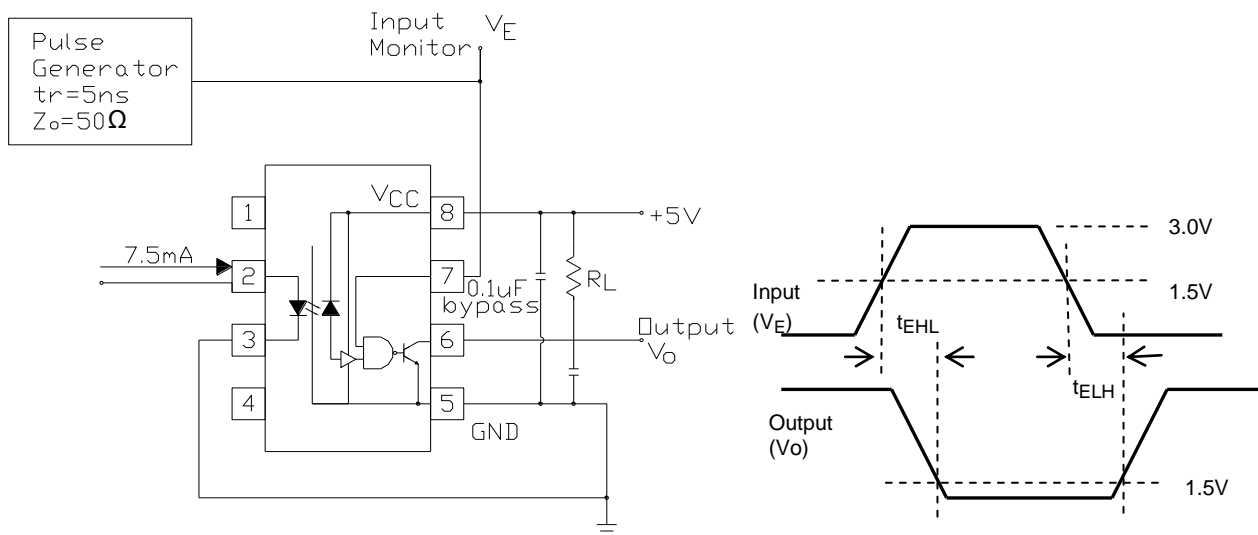 Pulse
Generator
tr=5ns
Zo=50Ω
Input
Monitor
VE
1
2
3
4
VCC
8
7
6
5
7.5mA
+5V
0.1uF
bypass
RL
Output
Vo
GND
3.0V
1.5V
Input
(VE)
tEHL
tELH
Output
(Vo)
1.5V